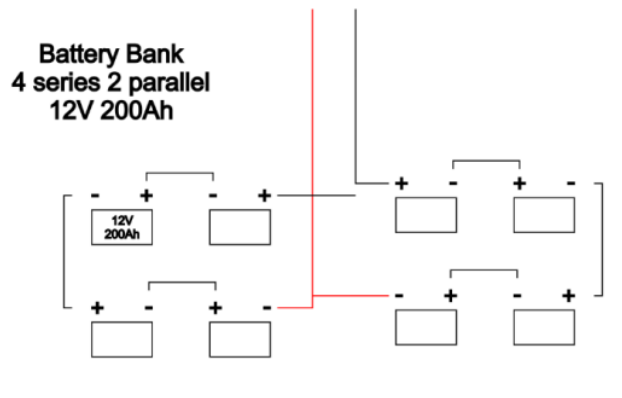 Battery Bank
4 series 2 parallel
12V 200Ah
+ - + -
- + - +
12V
200Ah
- + - +
+ - + -